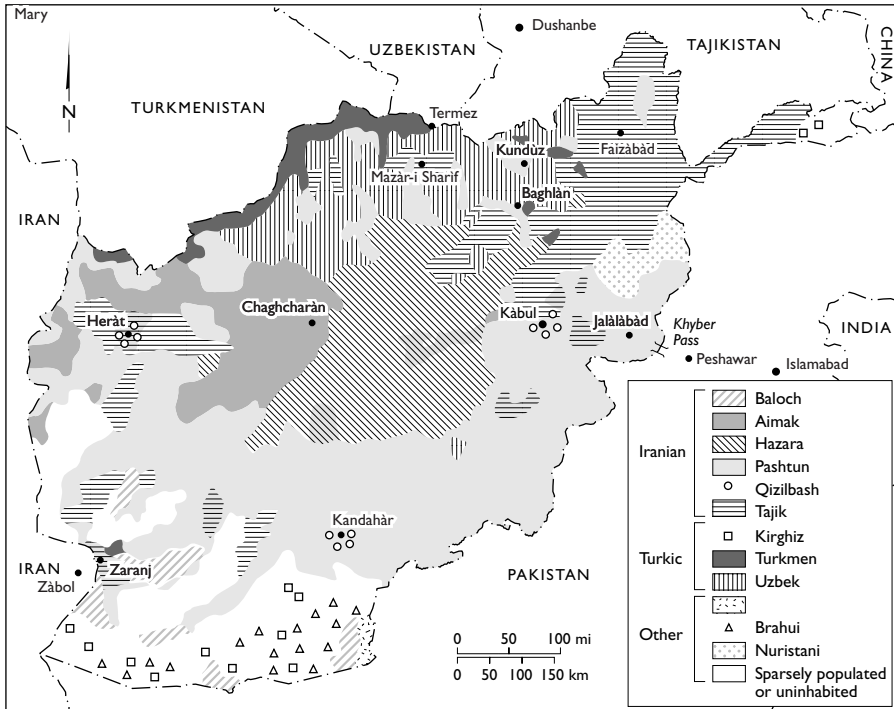 Mary
Dushanbe
UZBEKISTAN
TAJIKISTAN
CHINA
TURKMENISTAN
N
Termez
Kundùz
Faizàbàd
Mazàr-i Sharìf
Baghlàn
IRAN
Chaghcharàn
Heràt
Kàbul
Jalàlàbàd
Khyber
Pass
Peshawar
INDIA
Islamabad
Kandahàr
IRAN
Zàbol
Zaranj
PAKISTAN
0 50 100 mi
0 50 100 150 km
Iranian
Baloch
Aimak
Hazara
Pashtun
Qizilbash
Tajik
Turkic
Kirghiz
Turkmen
Uzbek
Other
Brahui
Nuristani
Sparsely populated
or uninhabited